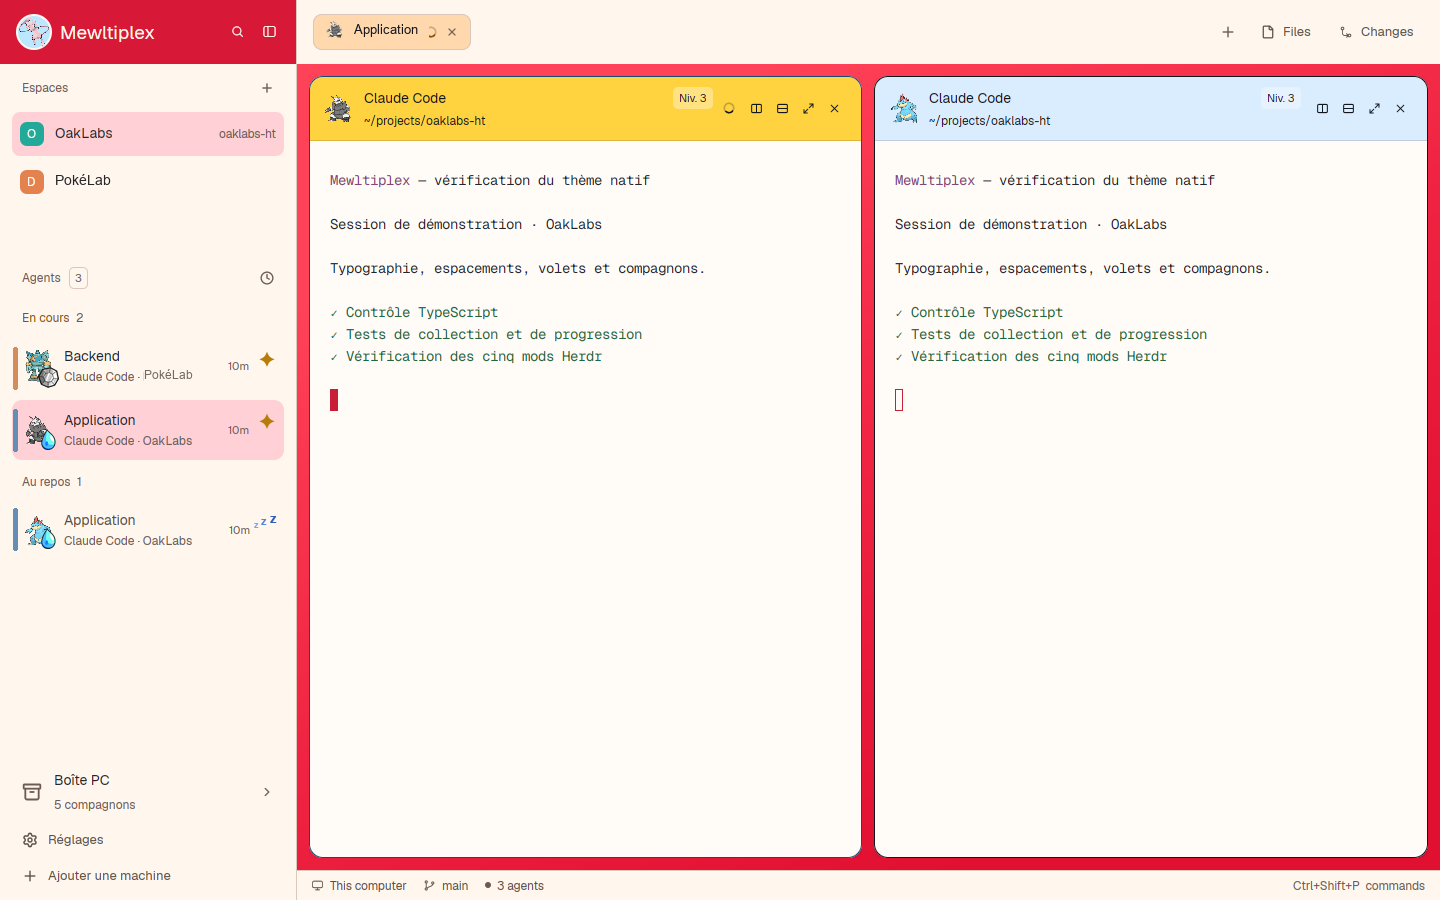 Mewltiplex
Espaces
O OakLabs oaklabs-ht
D PokéLab
Agents 3
En cours 2
Backend
Claude Code · PokéLab
10m
Application
Claude Code · OakLabs
10m
Au repos 1
Application
Claude Code · OakLabs
10m z z z
Boîte PC
5 compagnons
Réglages
Ajouter une machine
Application
Files
Changes
Claude Code
~/projects/oaklabs-ht
Niv. 3
Mewltiplex — vérification du thème natif
Session de démonstration · OakLabs
Typographie, espacements, volets et compagnons.
✓ Contrôle TypeScript
✓ Tests de collection et de progression
✓ Vérification des cinq mods Herdr
Claude Code
~/projects/oaklabs-ht
Niv. 3
Mewltiplex — vérification du thème natif
Session de démonstration · OakLabs
Typographie, espacements, volets et compagnons.
✓ Contrôle TypeScript
✓ Tests de collection et de progression
✓ Vérification des cinq mods Herdr
This computer
main
3 agents
Ctrl+Shift+P commands